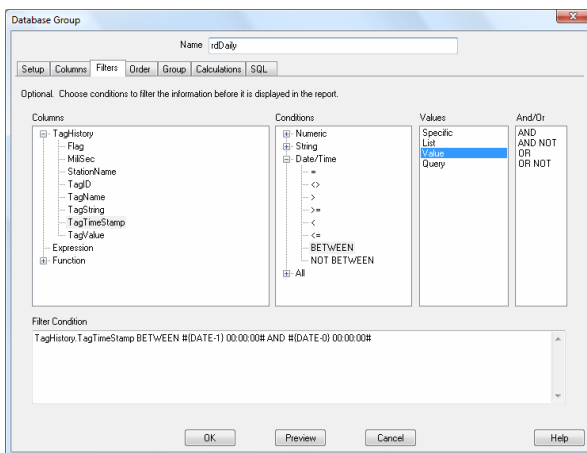 Database Group
Name rdDaily
Setup Columns Filters Order Group Calculations SQL
Optional. Choose conditions to filter the information before it is displayed in the report.
Columns Conditions Values And/Or
TagHistory
Flag
MiliSec
StationName
TagID
TagName
TagString
TagTimeStamp
TagValue
Expression
Function
Numeric
String
Date/Time
=
<>
>
>=
<
<=
BETWEEN
NOT BETWEEN
All
Specific
List
Value
Query
AND
AND NOT
OR
OR NOT
Filter Condition
TagHistory.TagTimeStamp BETWEEN #{DATE-1} 00:00:00# AND #{DATE-0} 00:00:00#
OK Preview Cancel Help